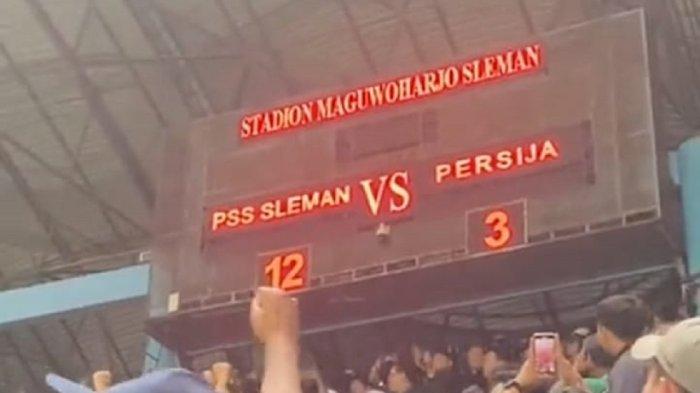 STADION MAGUWOHARJO SLEMAN
PSS SLEMAN VS PERSIJA
12 3